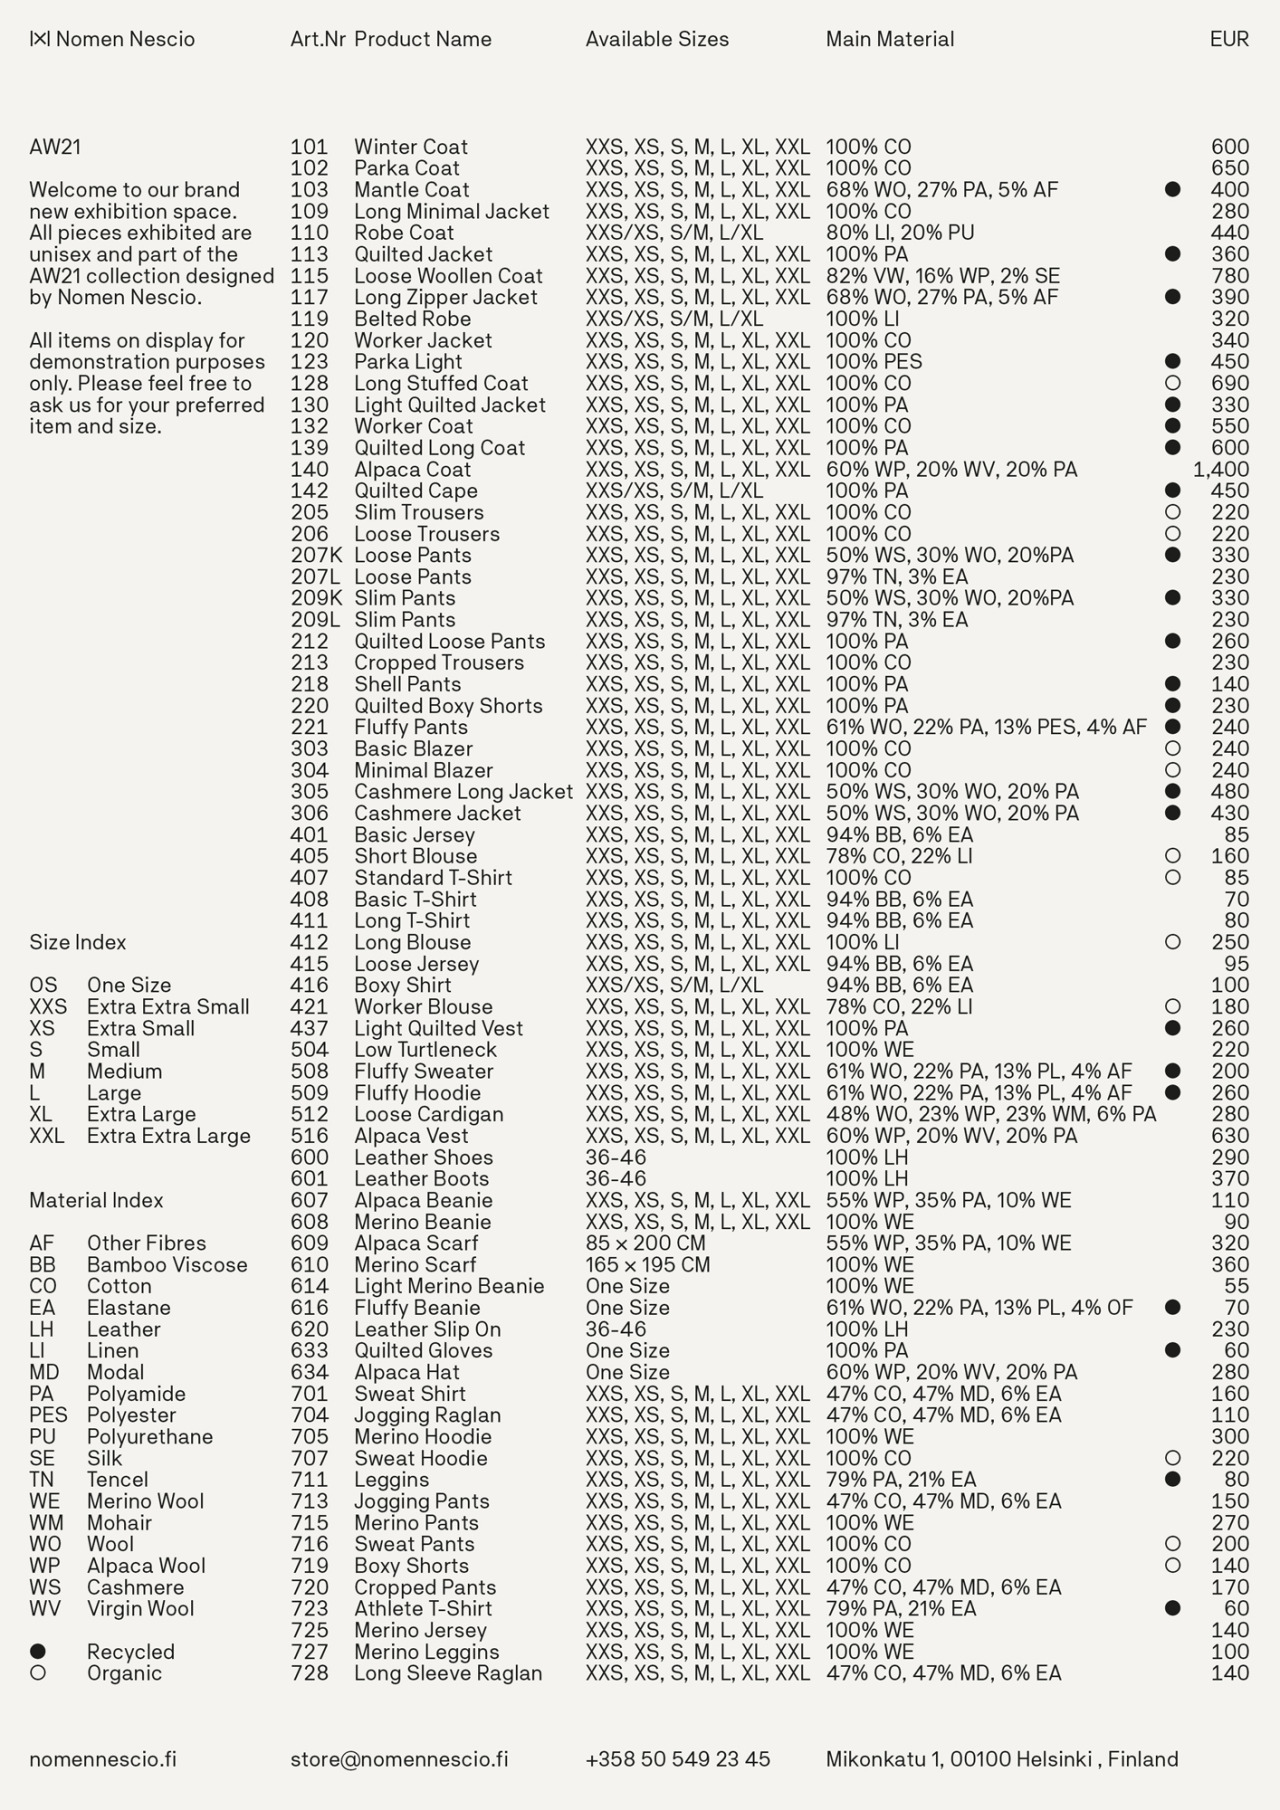 Nomen Nescio Art.Nr Product Name Available Sizes Main Material EUR
AW21
Welcome to our brand
new exhibition space.
All pieces exhibited are
unisex and part of the
AW21 collection designed
by Nomen Nescio.
All items on display for
demonstration purposes
only. Please feel free to
ask us for your preferred
item and size.
Size Index
OS One Size
XXS Extra Extra Small
XS Extra Small
S Small
M Medium
L Large
XL Extra Large
XXL Extra Extra Large
Material Index
AF Other Fibres
BB Bamboo Viscose
CO Cotton
EA Elastane
LH Leather
LI Linen
MD Modal
PA Polyamide
PES Polyester
PU Polyurethane
SE Silk
TN Tencel
WE Merino Wool
WM Mohair
WO Wool
WP Alpaca Wool
WS Cashmere
WV Virgin Wool
● Recycled
○ Organic
101 Winter Coat XXS, XS, S, M, L, XL, XXL 100% CO 600
102 Parka Coat XXS, XS, S, M, L, XL, XXL 100% CO 650
103 Mantle Coat XXS, XS, S, M, L, XL, XXL 68% WO, 27% PA, 5% AF ● 400
109 Long Minimal Jacket XXS, XS, S, M, L, XL, XXL 100% CO 280
110 Robe Coat XXS/XS, S/M, L/XL 80% LI, 20% PU 440
113 Quilted Jacket XXS, XS, S, M, L, XL, XXL 100% PA ● 360
115 Loose Woollen Coat XXS, XS, S, M, L, XL, XXL 82% VW, 16% WP, 2% SE 780
117 Long Zipper Jacket XXS, XS, S, M, L, XL, XXL 68% WO, 27% PA, 5% AF ● 390
119 Belted Robe XXS/XS, S/M, L/XL 100% LI 320
120 Worker Jacket XXS, XS, S, M, L, XL, XXL 100% CO 340
123 Parka Light XXS, XS, S, M, L, XL, XXL 100% PES ● 450
128 Long Stuffed Coat XXS, XS, S, M, L, XL, XXL 100% CO ○ 690
130 Light Quilted Jacket XXS, XS, S, M, L, XL, XXL 100% PA ● 330
132 Worker Coat XXS, XS, S, M, L, XL, XXL 100% CO ● 550
139 Quilted Long Coat XXS, XS, S, M, L, XL, XXL 100% PA ● 600
140 Alpaca Coat XXS, XS, S, M, L, XL, XXL 60% WP, 20% WV, 20% PA 1,400
142 Quilted Cape XXS/XS, S/M, L/XL 100% PA ● 450
205 Slim Trousers XXS, XS, S, M, L, XL, XXL 100% CO ○ 220
206 Loose Trousers XXS, XS, S, M, L, XL, XXL 100% CO ○ 220
207K Loose Pants XXS, XS, S, M, L, XL, XXL 50% WS, 30% WO, 20%PA ● 330
207L Loose Pants XXS, XS, S, M, L, XL, XXL 97% TN, 3% EA 230
209K Slim Pants XXS, XS, S, M, L, XL, XXL 50% WS, 30% WO, 20%PA ● 330
209L Slim Pants XXS, XS, S, M, L, XL, XXL 97% TN, 3% EA 230
212 Quilted Loose Pants XXS, XS, S, M, L, XL, XXL 100% PA ● 260
213 Cropped Trousers XXS, XS, S, M, L, XL, XXL 100% CO 230
218 Shell Pants XXS, XS, S, M, L, XL, XXL 100% PA ● 140
220 Quilted Boxy Shorts XXS, XS, S, M, L, XL, XXL 100% PA ● 230
221 Fluffy Pants XXS, XS, S, M, L, XL, XXL 61% WO, 22% PA, 13% PES, 4% AF ● 240
303 Basic Blazer XXS, XS, S, M, L, XL, XXL 100% CO ○ 240
304 Minimal Blazer XXS, XS, S, M, L, XL, XXL 100% CO ○ 240
305 Cashmere Long Jacket XXS, XS, S, M, L, XL, XXL 50% WS, 30% WO, 20% PA ● 480
306 Cashmere Jacket XXS, XS, S, M, L, XL, XXL 50% WS, 30% WO, 20% PA ● 430
401 Basic Jersey XXS, XS, S, M, L, XL, XXL 94% BB, 6% EA 85
405 Short Blouse XXS, XS, S, M, L, XL, XXL 78% CO, 22% LI ○ 160
407 Standard T-Shirt XXS, XS, S, M, L, XL, XXL 100% CO ○ 85
408 Basic T-Shirt XXS, XS, S, M, L, XL, XXL 94% BB, 6% EA 70
411 Long T-Shirt XXS, XS, S, M, L, XL, XXL 94% BB, 6% EA 80
412 Long Blouse XXS, XS, S, M, L, XL, XXL 100% LI ○ 250
415 Loose Jersey XXS, XS, S, M, L, XL, XXL 94% BB, 6% EA 95
416 Boxy Shirt XXS/XS, S/M, L/XL 94% BB, 6% EA 100
421 Worker Blouse XXS, XS, S, M, L, XL, XXL 78% CO, 22% LI ○ 180
437 Light Quilted Vest XXS, XS, S, M, L, XL, XXL 100% PA ● 260
504 Low Turtleneck XXS, XS, S, M, L, XL, XXL 100% WE 220
508 Fluffy Sweater XXS, XS, S, M, L, XL, XXL 61% WO, 22% PA, 13% PL, 4% AF ● 200
509 Fluffy Hoodie XXS, XS, S, M, L, XL, XXL 61% WO, 22% PA, 13% PL, 4% AF ● 260
512 Loose Cardigan XXS, XS, S, M, L, XL, XXL 48% WO, 23% WP, 23% WM, 6% PA 280
516 Alpaca Vest XXS, XS, S, M, L, XL, XXL 60% WP, 20% WV, 20% PA 630
600 Leather Shoes 36-46 100% LH 290
601 Leather Boots 36-46 100% LH 370
607 Alpaca Beanie XXS, XS, S, M, L, XL, XXL 55% WP, 35% PA, 10% WE 110
608 Merino Beanie XXS, XS, S, M, L, XL, XXL 100% WE 90
609 Alpaca Scarf 85 × 200 CM 55% WP, 35% PA, 10% WE 320
610 Merino Scarf 165 × 195 CM 100% WE 360
614 Light Merino Beanie One Size 100% WE 55
616 Fluffy Beanie One Size 61% WO, 22% PA, 13% PL, 4% OF ● 70
620 Leather Slip On 36-46 100% LH 230
633 Quilted Gloves One Size 100% PA ● 60
634 Alpaca Hat One Size 60% WP, 20% WV, 20% PA 280
701 Sweat Shirt XXS, XS, S, M, L, XL, XXL 47% CO, 47% MD, 6% EA 160
704 Jogging Raglan XXS, XS, S, M, L, XL, XXL 47% CO, 47% MD, 6% EA 110
705 Merino Hoodie XXS, XS, S, M, L, XL, XXL 100% WE 300
707 Sweat Hoodie XXS, XS, S, M, L, XL, XXL 100% CO ○ 220
711 Leggins XXS, XS, S, M, L, XL, XXL 79% PA, 21% EA ● 80
713 Jogging Pants XXS, XS, S, M, L, XL, XXL 47% CO, 47% MD, 6% EA 150
715 Merino Pants XXS, XS, S, M, L, XL, XXL 100% WE 270
716 Sweat Pants XXS, XS, S, M, L, XL, XXL 100% CO ○ 200
719 Boxy Shorts XXS, XS, S, M, L, XL, XXL 100% CO ○ 140
720 Cropped Pants XXS, XS, S, M, L, XL, XXL 47% CO, 47% MD, 6% EA 170
723 Athlete T-Shirt XXS, XS, S, M, L, XL, XXL 79% PA, 21% EA ● 60
725 Merino Jersey XXS, XS, S, M, L, XL, XXL 100% WE 140
727 Merino Leggins XXS, XS, S, M, L, XL, XXL 100% WE 100
728 Long Sleeve Raglan XXS, XS, S, M, L, XL, XXL 47% CO, 47% MD, 6% EA 140
nomennescio.fi store@nomennescio.fi +358 50 549 23 45 Mikonkatu 1, 00100 Helsinki , Finland